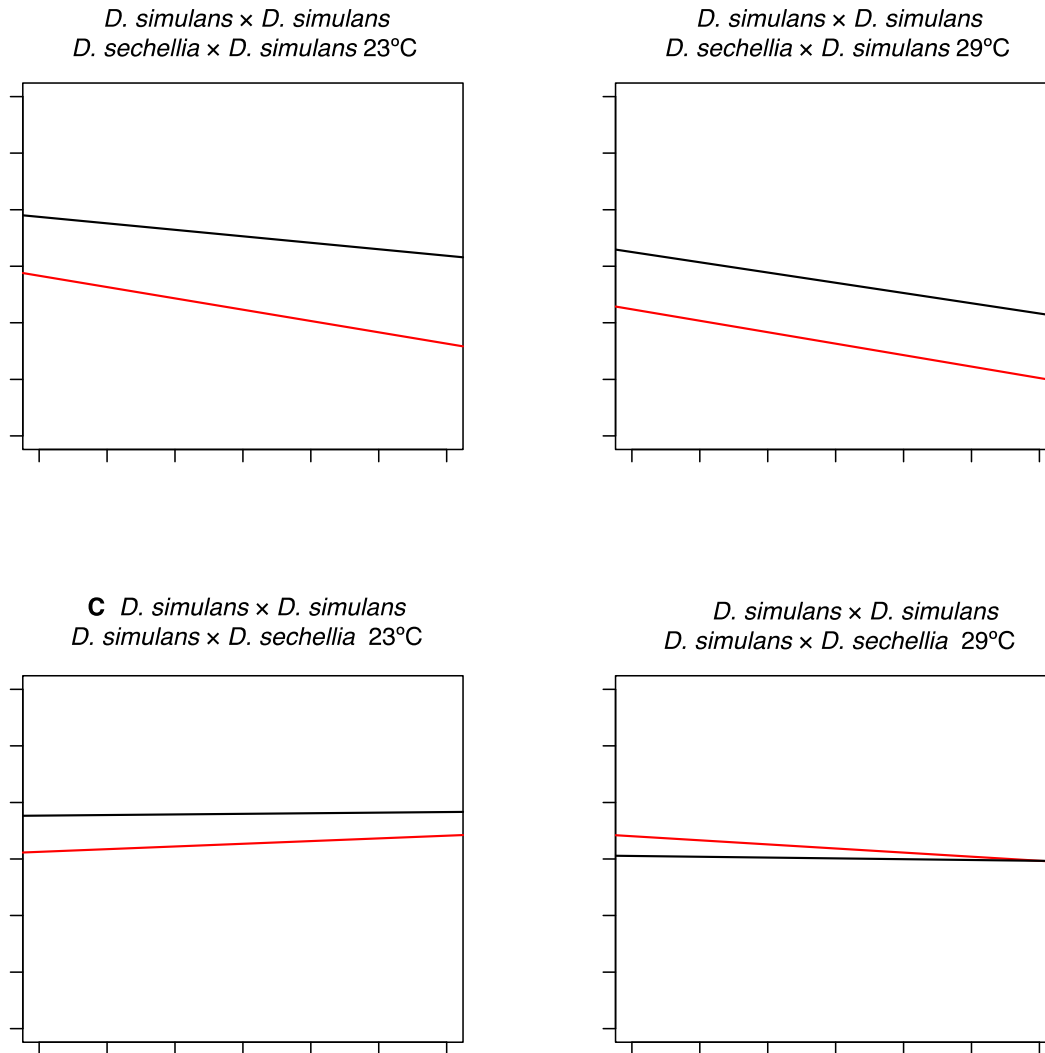 D. simulans × D. simulans
D. sechellia × D. simulans 23ºC
D. simulans × D. simulans
D. sechellia × D. simulans 29ºC
C D. simulans × D. simulans
D. simulans × D. sechellia 23ºC
D. simulans × D. simulans
D. simulans × D. sechellia 29ºC